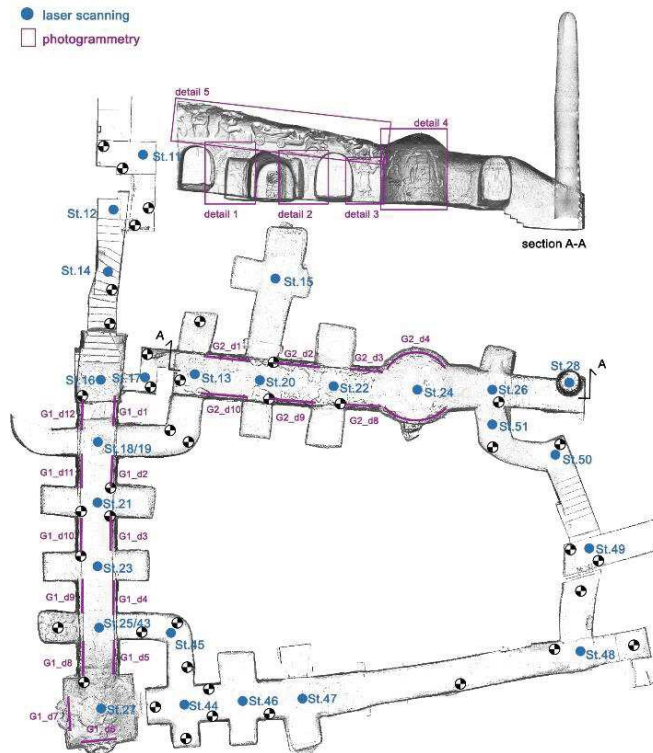 laser scanning
photogrammetry
detail 5
detail 4
St.11
detail 1
detail 2
detail 3
St.12
section A-A
St.14
St.15
A
G2_d1
G2_d2
G2_d3
G2_d4
St.28
A
St.16
St.17
St.13
St.20
St.22
St.24
St.26
G1_d12
G1_d1
G2_d10
G2_d9
G2_d8
St.51
St.18/19
St.50
G1_d11
G1_d2
St.21
G1_d10
G1_d3
St.49
St.23
G1_d9
G1_d4
St.25/43
St.45
G1_d8
G1_d5
St.48
St.27
St.44
St.46
St.47
G1_d7
G1_d6